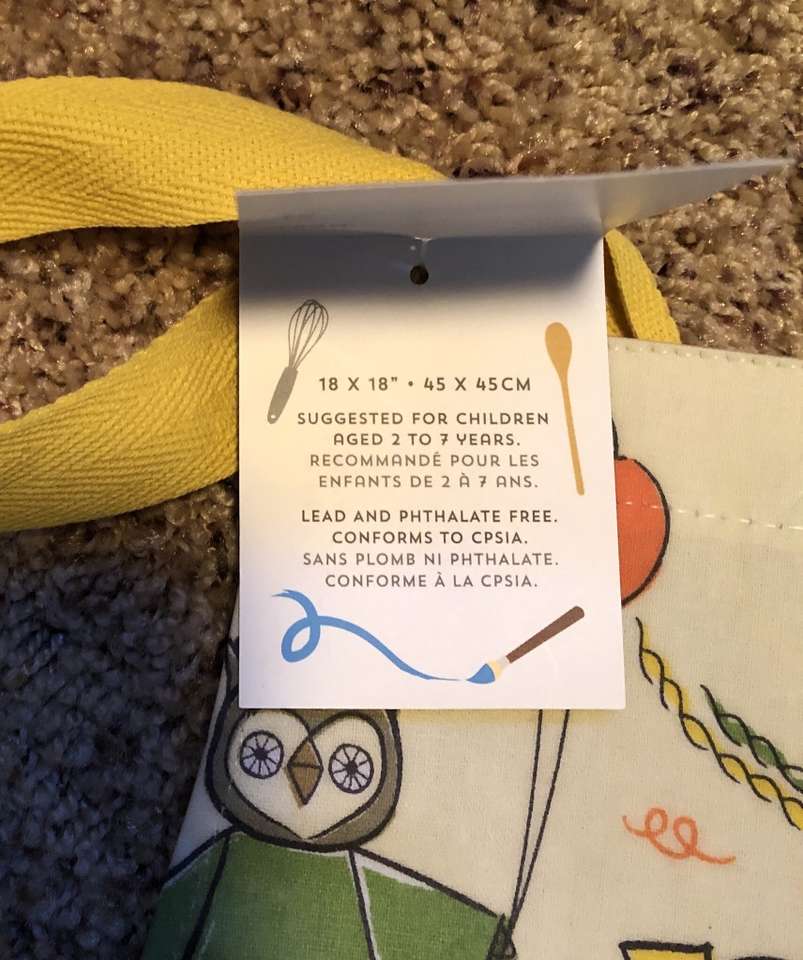 18 X 18” • 45 X 45CM
SUGGESTED FOR CHILDREN
AGED 2 TO 7 YEARS.
RECOMMANDÉ POUR LES
ENFANTS DE 2 À 7 ANS.
LEAD AND PHTHALATE FREE.
CONFORMS TO CPSIA.
SANS PLOMB NI PHTHALATE.
CONFORME À LA CPSIA.